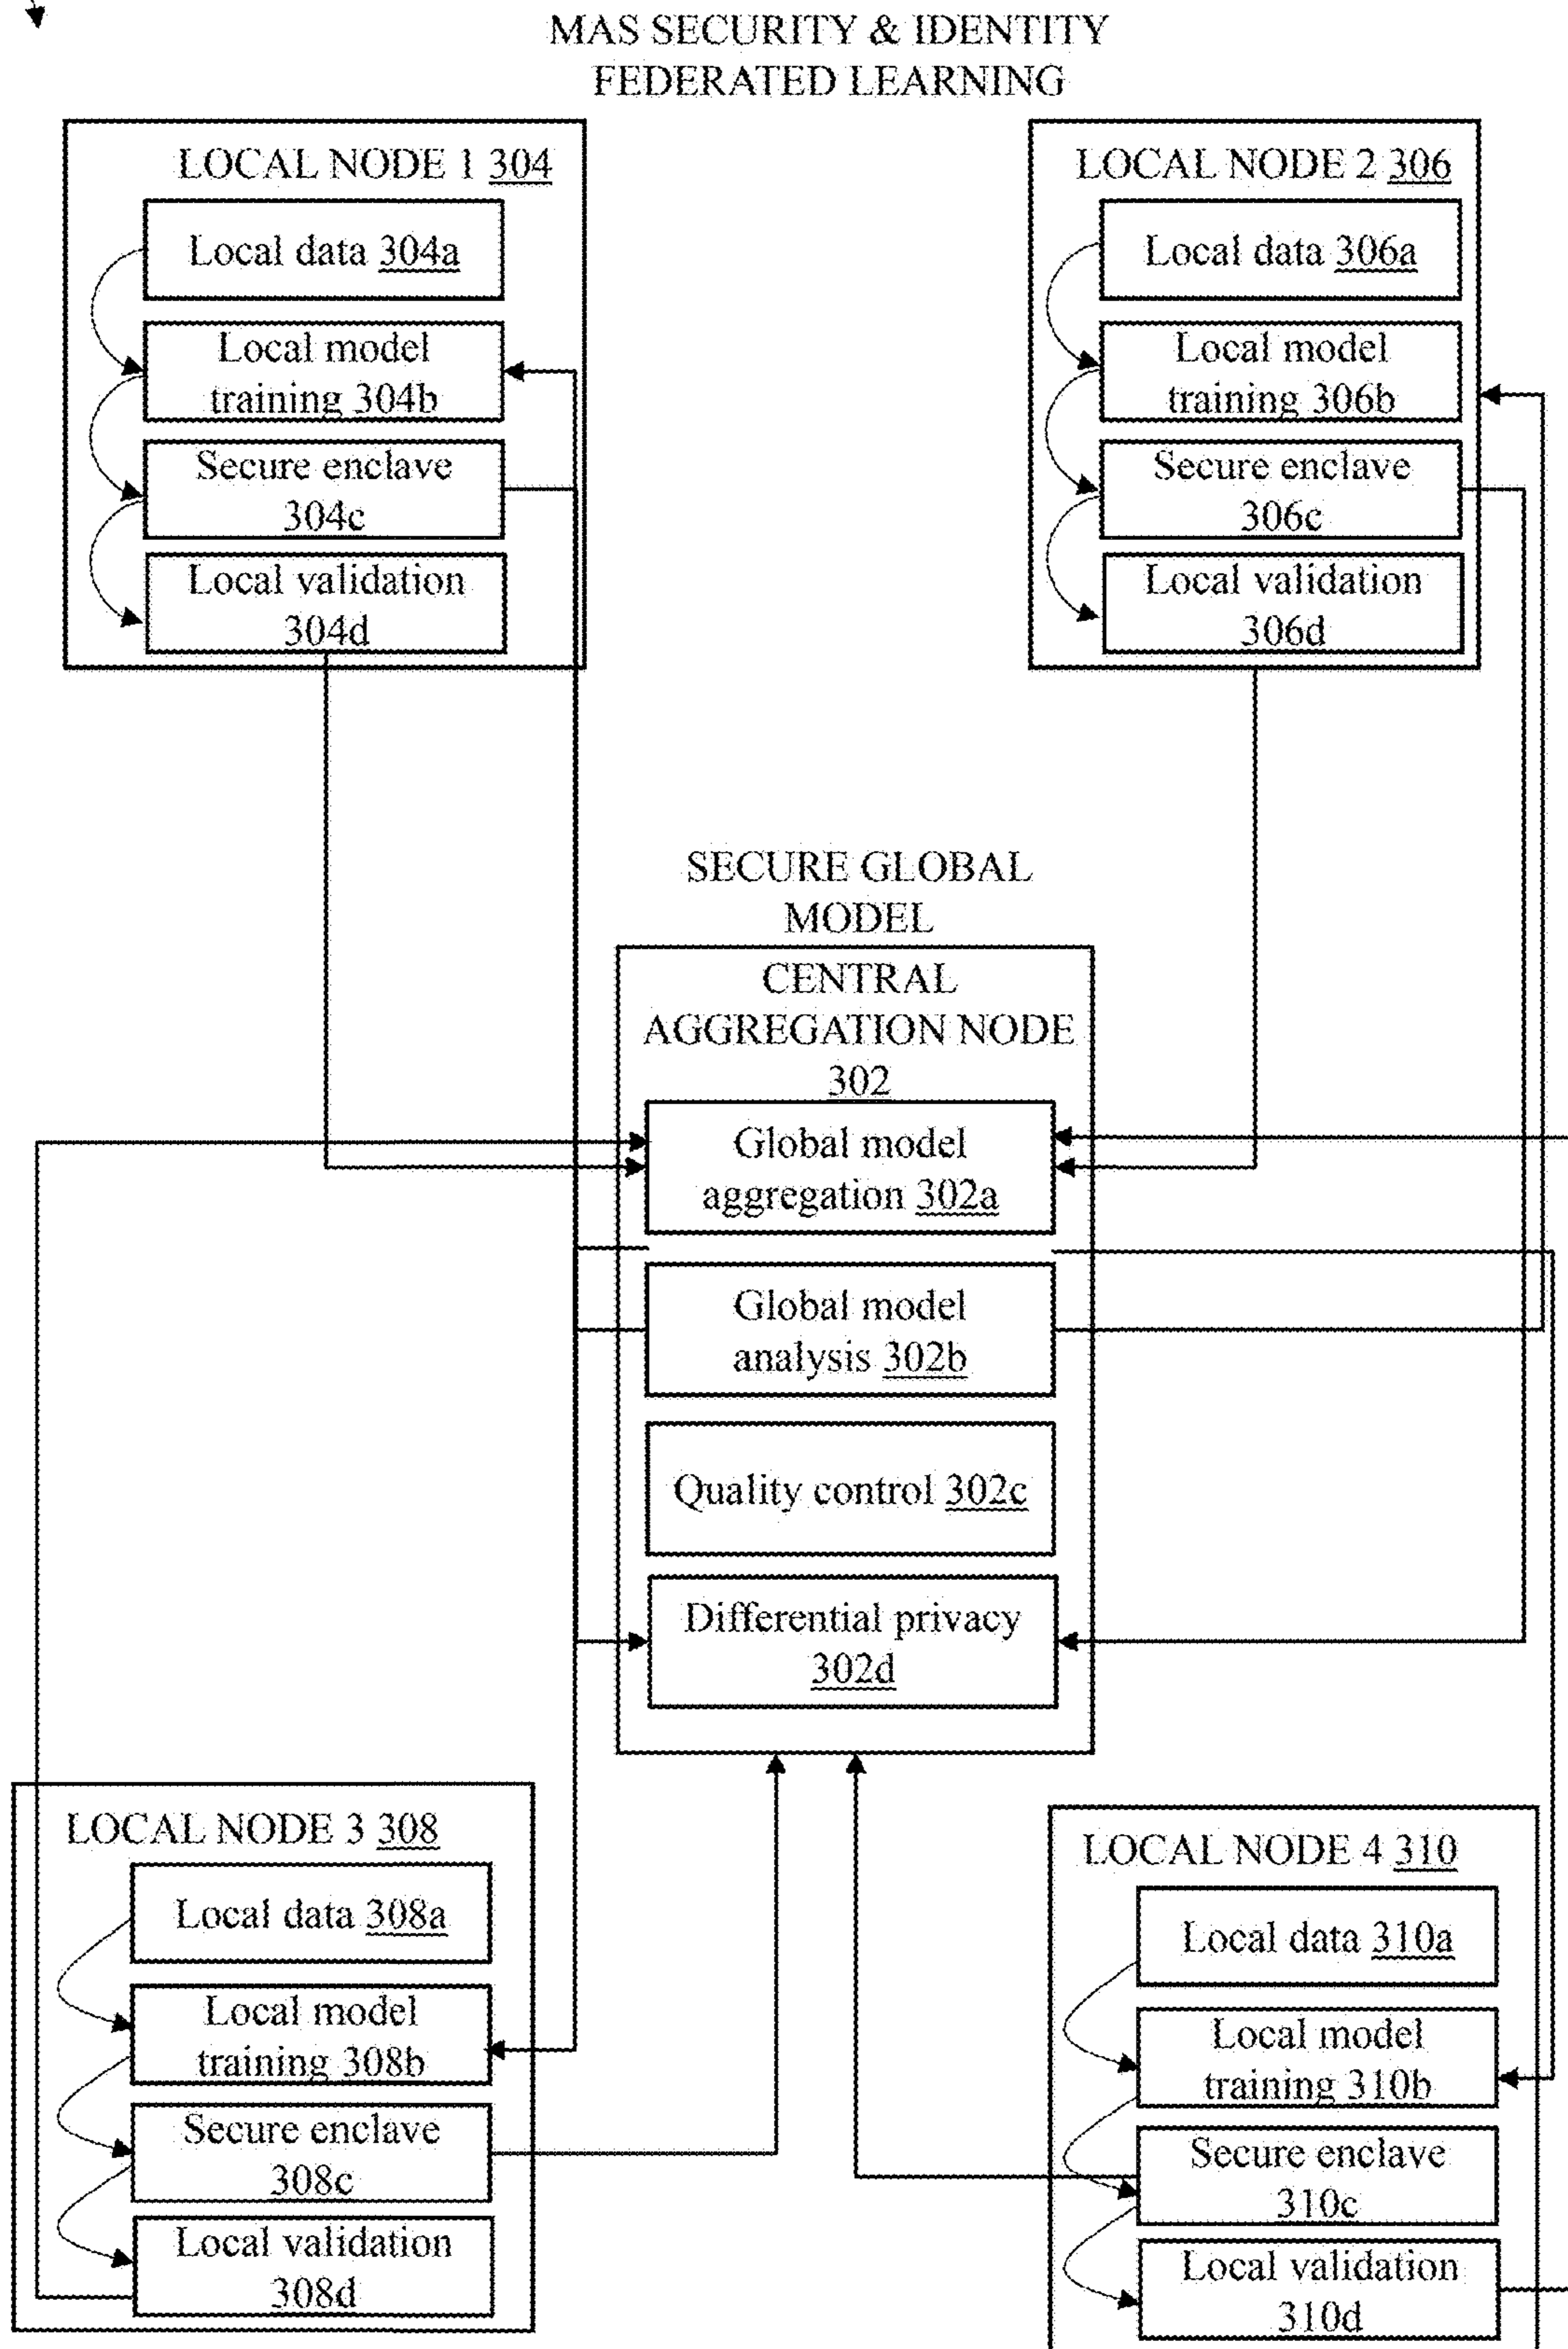 MAS SECURITY & IDENTITY
FEDERATED LEARNING
LOCAL NODE 1 304
Local data 304a
Local model
training 304b
Secure enclave
304c
Local validation
304d
LOCAL NODE 2 306
Local data 306a
Local model
training 306b
Secure enclave
306c
Local validation
306d
SECURE GLOBAL
MODEL
CENTRAL
AGGREGATION NODE
302
Global model
aggregation 302a
Global model
analysis 302b
Quality control 302c
Differential privacy
302d
LOCAL NODE 3 308
Local data 308a
Local model
training 308b
Secure enclave
308c
Local validation
308d
LOCAL NODE 4 310
Local data 310a
Local model
training 310b
Secure enclave
310c
Local validation
310d